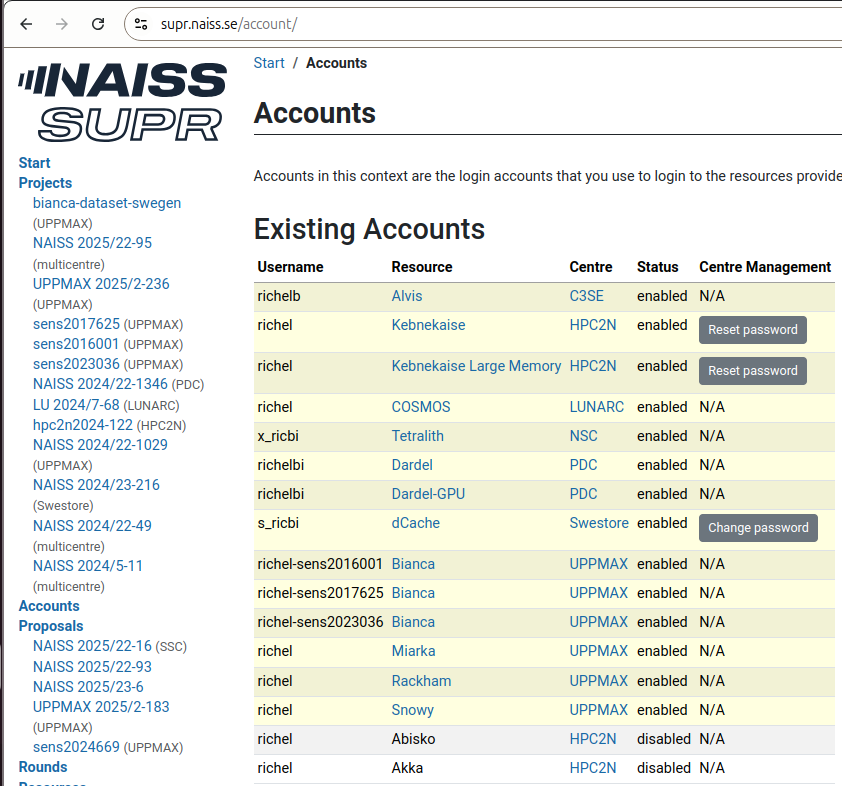 supr.naiss.se/account/
NAISS
SUPR
Start
Projects
bianca-dataset-swegen
(UPPMAX)
NAISS 2025/22-95
(multicentre)
UPPMAX 2025/2-236
(UPPMAX)
sens2017625 (UPPMAX)
sens2016001 (UPPMAX)
sens2023036 (UPPMAX)
NAISS 2024/22-1346 (PDC)
LU 2024/7-68 (LUNARC)
hpc2n2024-122 (HPC2N)
NAISS 2024/22-1029
(UPPMAX)
NAISS 2024/23-216
(Swestore)
NAISS 2024/22-49
(multicentre)
NAISS 2024/5-11
(multicentre)
Accounts
Proposals
NAISS 2025/22-16 (SSC)
NAISS 2025/22-93
NAISS 2025/23-6
UPPMAX 2025/2-183
(UPPMAX)
sens2024669 (UPPMAX)
Rounds
Start / Accounts
Accounts
Accounts in this context are the login accounts that you use to login to the resources provide
Existing Accounts
Username Resource Centre Status Centre Management
richelb Alvis C3SE enabled N/A
richel Kebnekaise HPC2N enabled Reset password
richel Kebnekaise Large Memory HPC2N enabled Reset password
richel COSMOS LUNARC enabled N/A
x_ricbi Tetralith NSC enabled N/A
richelbi Dardel PDC enabled N/A
richelbi Dardel-GPU PDC enabled N/A
s_ricbi dCache Swestore enabled Change password
richel-sens2016001 Bianca UPPMAX enabled N/A
richel-sens2017625 Bianca UPPMAX enabled N/A
richel-sens2023036 Bianca UPPMAX enabled N/A
richel Miarka UPPMAX enabled N/A
richel Rackham UPPMAX enabled N/A
richel Snowy UPPMAX enabled N/A
richel Abisko HPC2N disabled N/A
richel Akka HPC2N disabled N/A